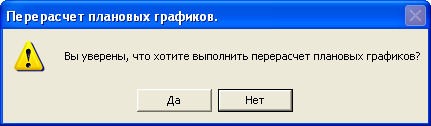 Перерасчет плановых графиков.
Вы уверены, что хотите выполнить перерасчет плановых графиков?
Да
Нет